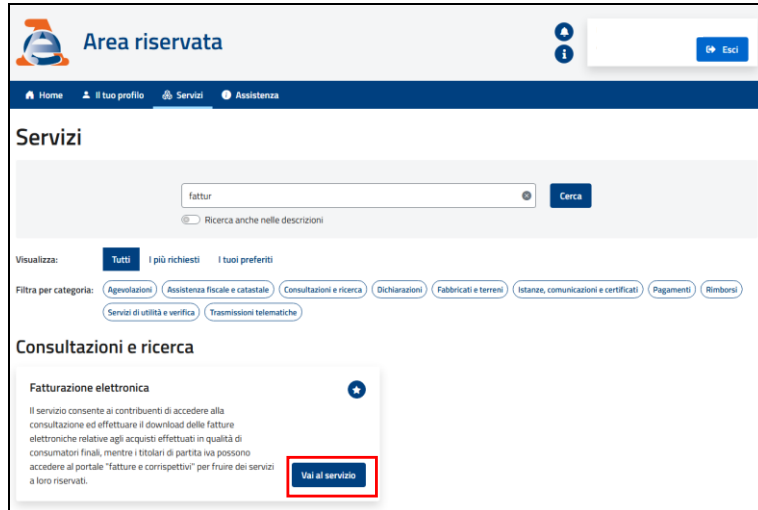 Area riservata
Esci
Home Il tuo profilo Servizi Assistenza
Servizi
fattur
Cerca
Ricerca anche nelle descrizioni
Visualizza: Tutti I più richiesti I tuoi preferiti
Filtra per categoria: Agevolazioni Assistenza fiscale e catastale Consultazioni e ricerca Dichiarazioni Fabbricati e terreni Istanze, comunicazioni e certificati Pagamenti Rimborsi
Servizi di utilità e verifica Trasmissioni telematiche
Consultazioni e ricerca
Fatturazione elettronica
Il servizio consente ai contribuenti di accedere alla
consultazione ed effettuare il download delle fatture
elettroniche relative agli acquisti effettuati in qualità di
consumatori finali, mentre i titolari di partita iva possono
accedere al portale "fatture e corrispettivi" per fruire dei servizi
a loro riservati.
Vai al servizio